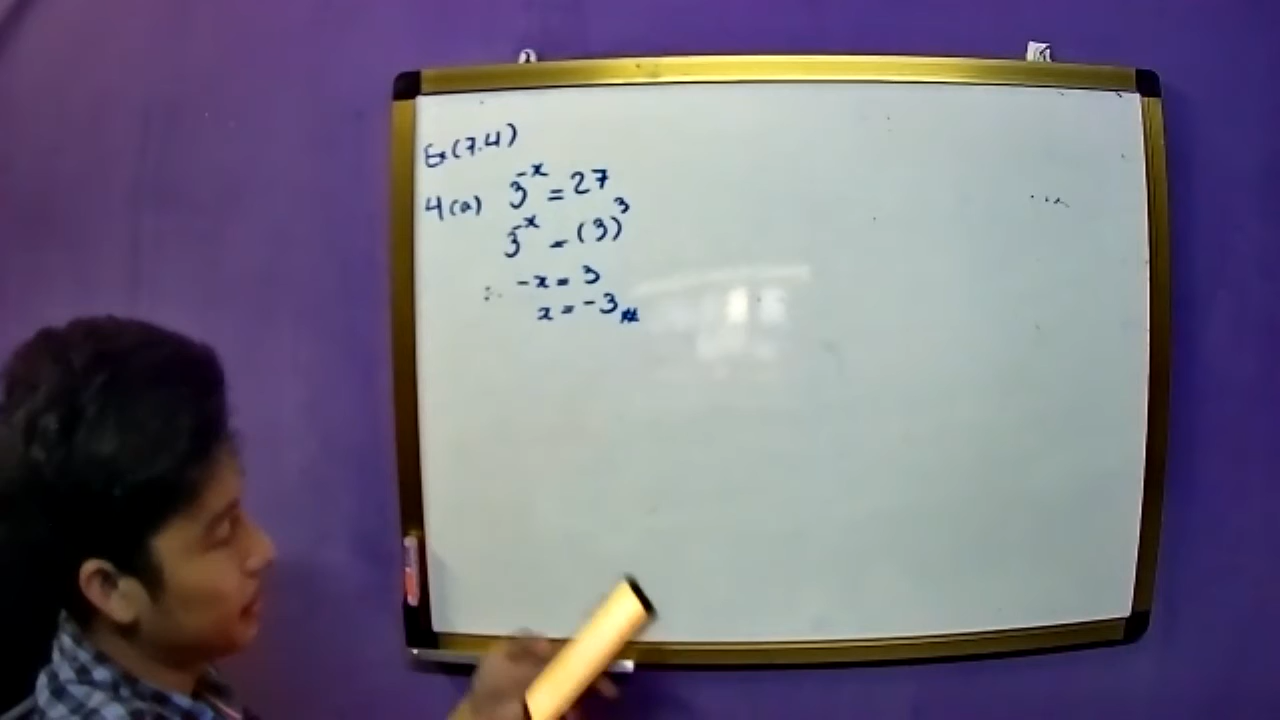 Ex(7.4)
4(a) 3^{-x} = 27
3^{-x} = (3)^3
∴ -x = 3
x = -3 #